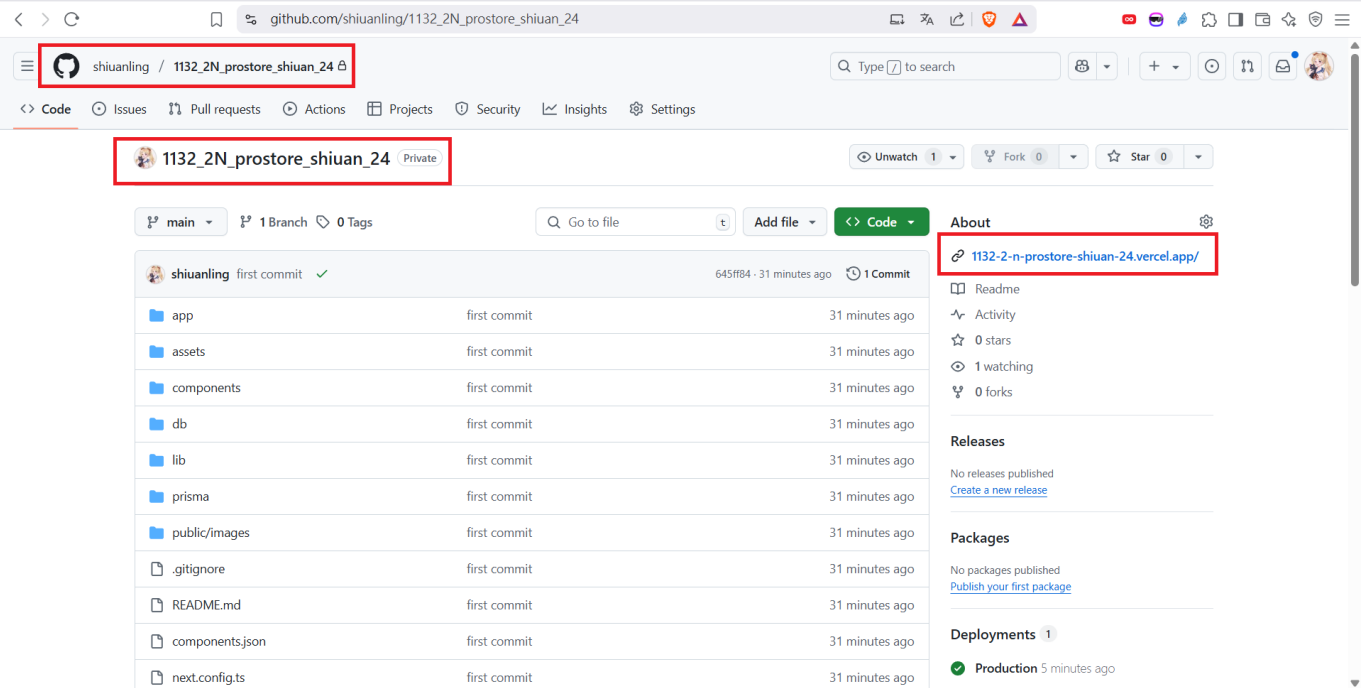 github.com/shiuanling/1132_2N_prostore_shiuan_24
shiuanling / 1132_2N_prostore_shiuan_24
Type / to search
Code Issues Pull requests Actions Projects Security Insights Settings
1132_2N_prostore_shiuan_24 Private
Unwatch 1 Fork 0 Star 0
main 1 Branch 0 Tags
Go to file t Add file Code
About
shiuanling first commit 645ff84 · 31 minutes ago 1 Commit
1132-2-n-prostore-shiuan-24.vercel.app/
app first commit 31 minutes ago
Readme
Activity
assets first commit 31 minutes ago
0 stars
components first commit 31 minutes ago
1 watching
0 forks
db first commit 31 minutes ago
Releases
lib first commit 31 minutes ago
No releases published
Create a new release
prisma first commit 31 minutes ago
public/images first commit 31 minutes ago
Packages
.gitignore first commit 31 minutes ago
No packages published
Publish your first package
README.md first commit 31 minutes ago
Deployments 1
components.json first commit 31 minutes ago
Production 5 minutes ago
next.config.ts first commit 31 minutes ago